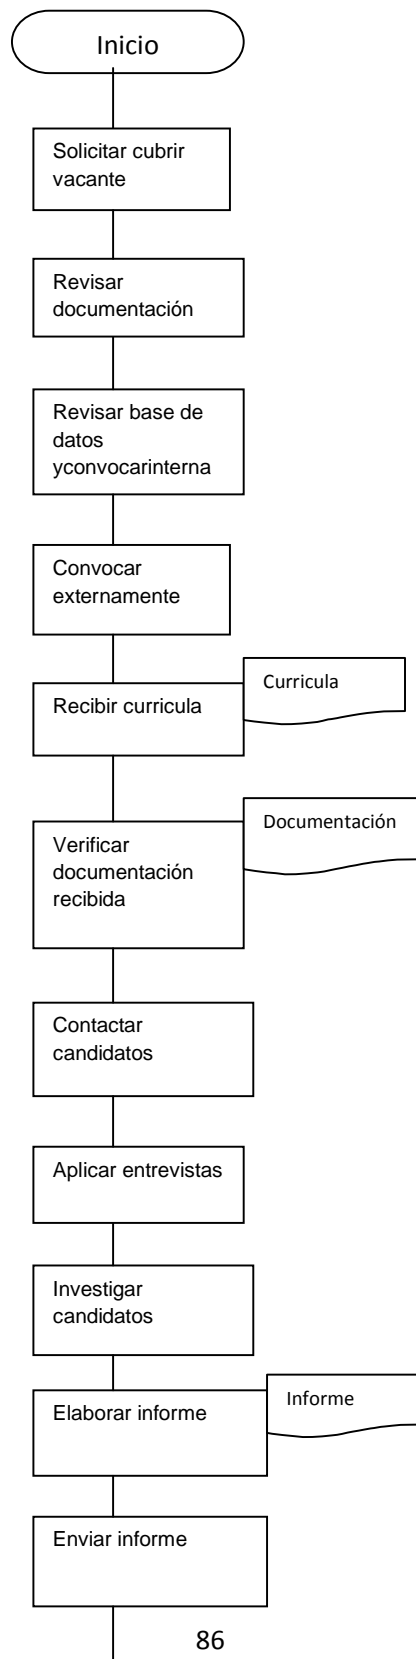 Inicio
Solicitar cubrir
vacante
Revisar
documentación
Revisar base de
datos
yconvocarinterna
Convocar
externamente
Recibir curricula
Curricula
Verificar
documentación
recibida
Documentación
Contactar
candidatos
Aplicar entrevistas
Investigar
candidatos
Elaborar informe
Informe
Enviar informe
86